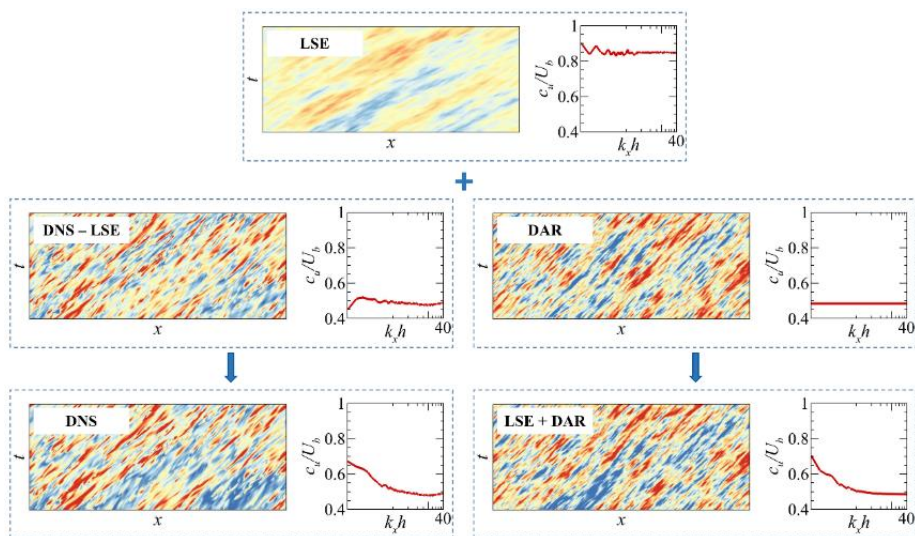 LSE
t
x
c_u/U_b
1
0.8
0.6
0.4
k_xh
40
+
DNS – LSE
t
x
c_u/U_b
1
0.8
0.6
0.4
k_xh
40
DAR
t
x
c_u/U_b
1
0.8
0.6
0.4
k_xh
40
DNS
t
x
c_u/U_b
1
0.8
0.6
0.4
k_xh
40
LSE + DAR
t
x
c_u/U_b
1
0.8
0.6
0.4
k_xh
40